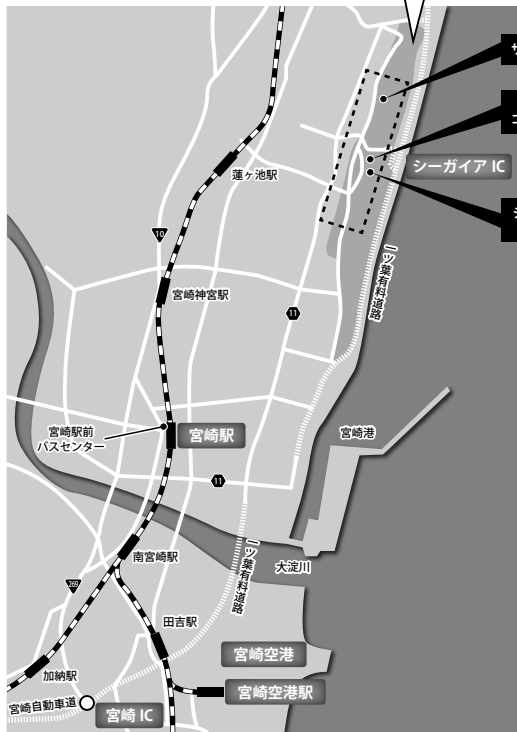 サ
コ
シーガイア IC
シ
蓮ヶ池駅
10
宮崎神宮駅
11
一ツ葉有料道路
宮崎駅前
バスセンター
宮崎駅
宮崎港
11
南宮崎駅
一ツ葉有料道路
大淀川
269
田吉駅
宮崎空港
加納駅
宮崎空港駅
宮崎自動車道
宮崎 IC